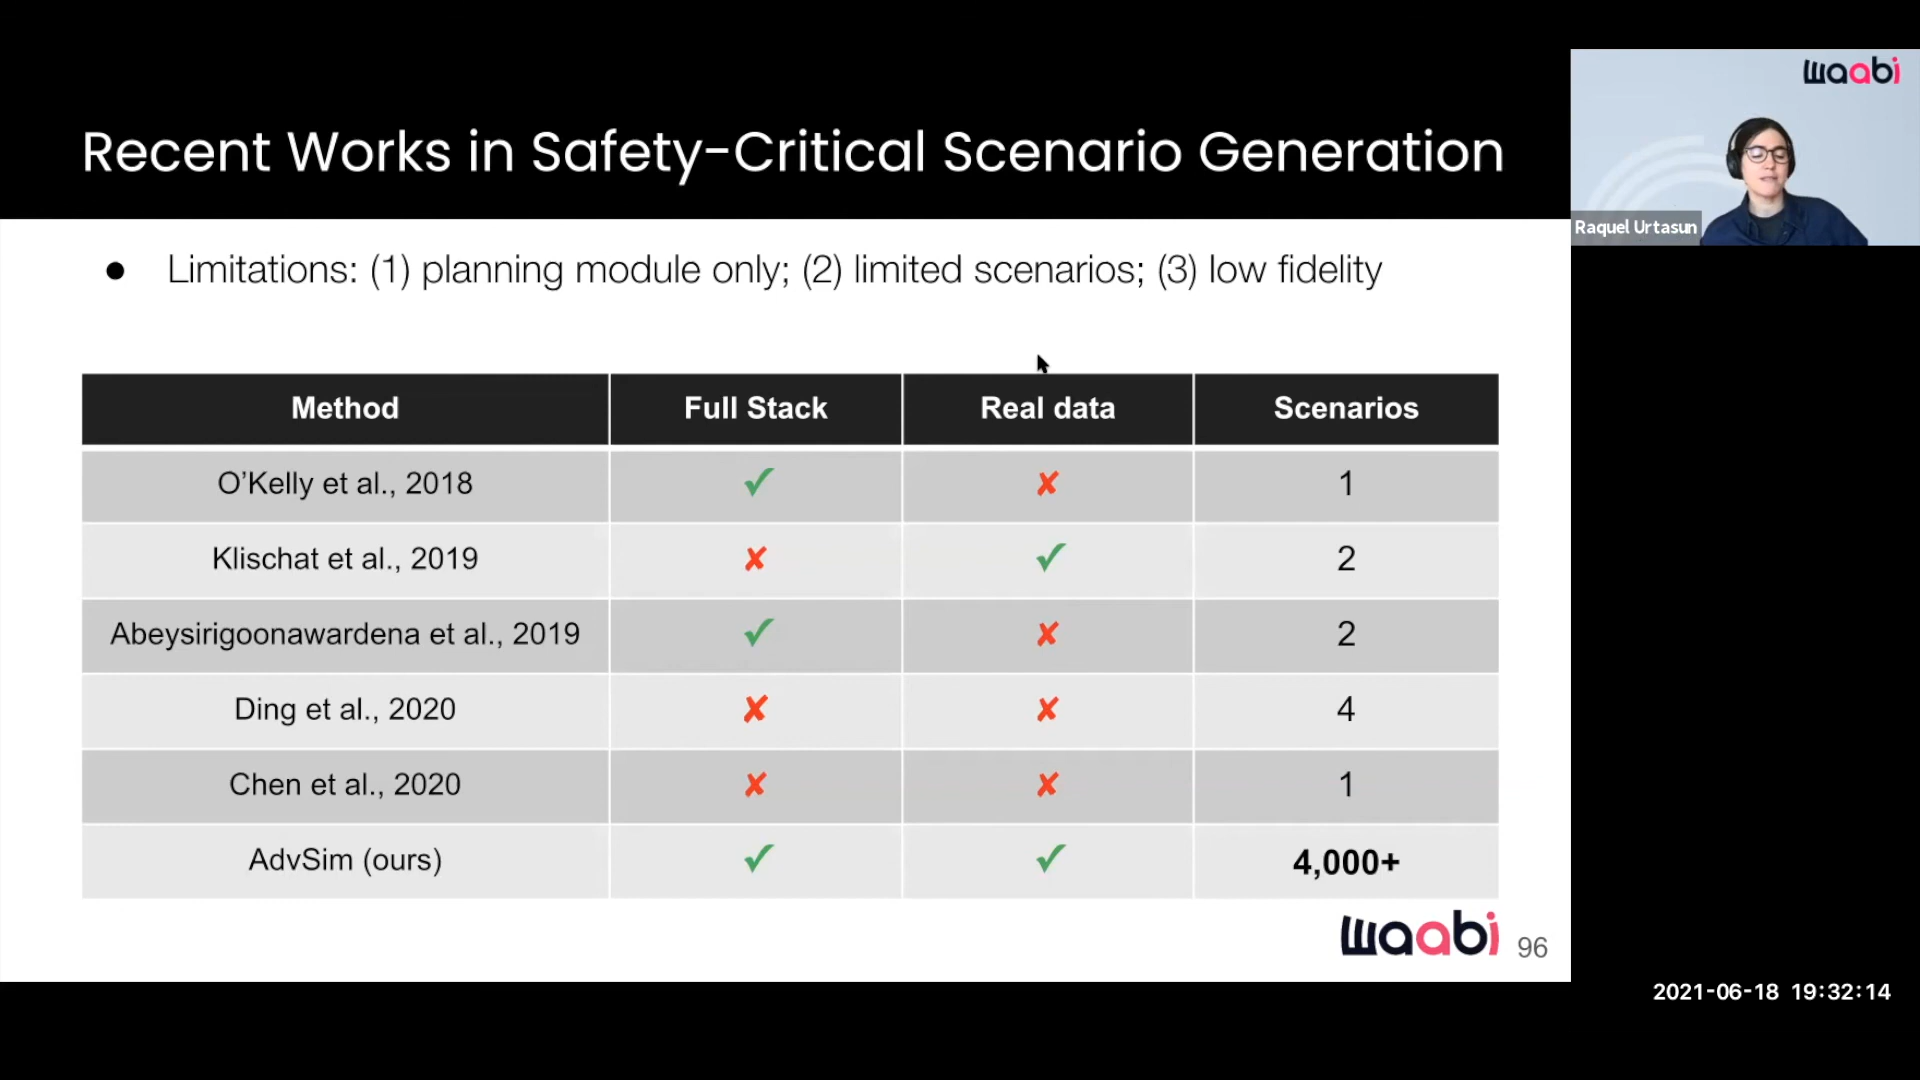 waabi
Recent Works in Safety-Critical Scenario Generation
Raquel Urtasun
● Limitations: (1) planning module only; (2) limited scenarios; (3) low fidelity
Method Full Stack Real data Scenarios
O’Kelly et al., 2018 ✓ ✘ 1
Klischat et al., 2019 ✘ ✓ 2
Abeysirigoonawardena et al., 2019 ✓ ✘ 2
Ding et al., 2020 ✘ ✘ 4
Chen et al., 2020 ✘ ✘ 1
AdvSim (ours) ✓ ✓ 4,000+
waabi 96
2021-06-18 19:32:14